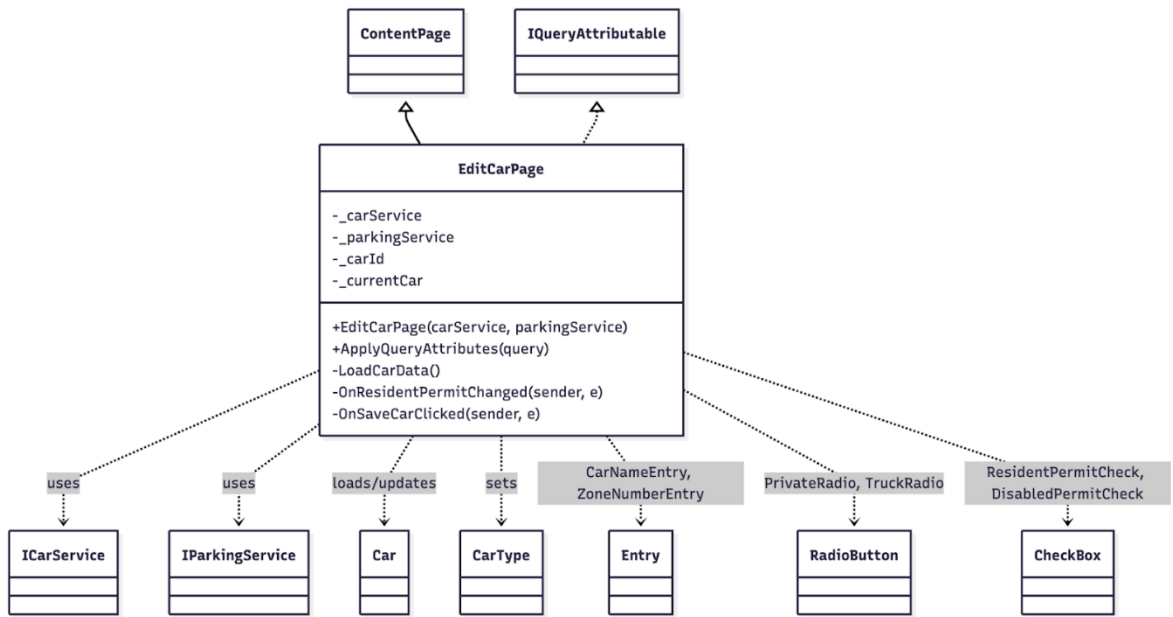 ContentPage
IQueryAttributable
EditCarPage
-_carService
-_parkingService
-_carId
-_currentCar
+EditCarPage(carService, parkingService)
+ApplyQueryAttributes(query)
-LoadCarData()
-OnResidentPermitChanged(sender, e)
-OnSaveCarClicked(sender, e)
uses
uses
loads/updates
sets
CarNameEntry,
ZoneNumberEntry
PrivateRadio, TruckRadio
ResidentPermitCheck,
DisabledPermitCheck
ICarService
IParkingService
Car
CarType
Entry
RadioButton
CheckBox